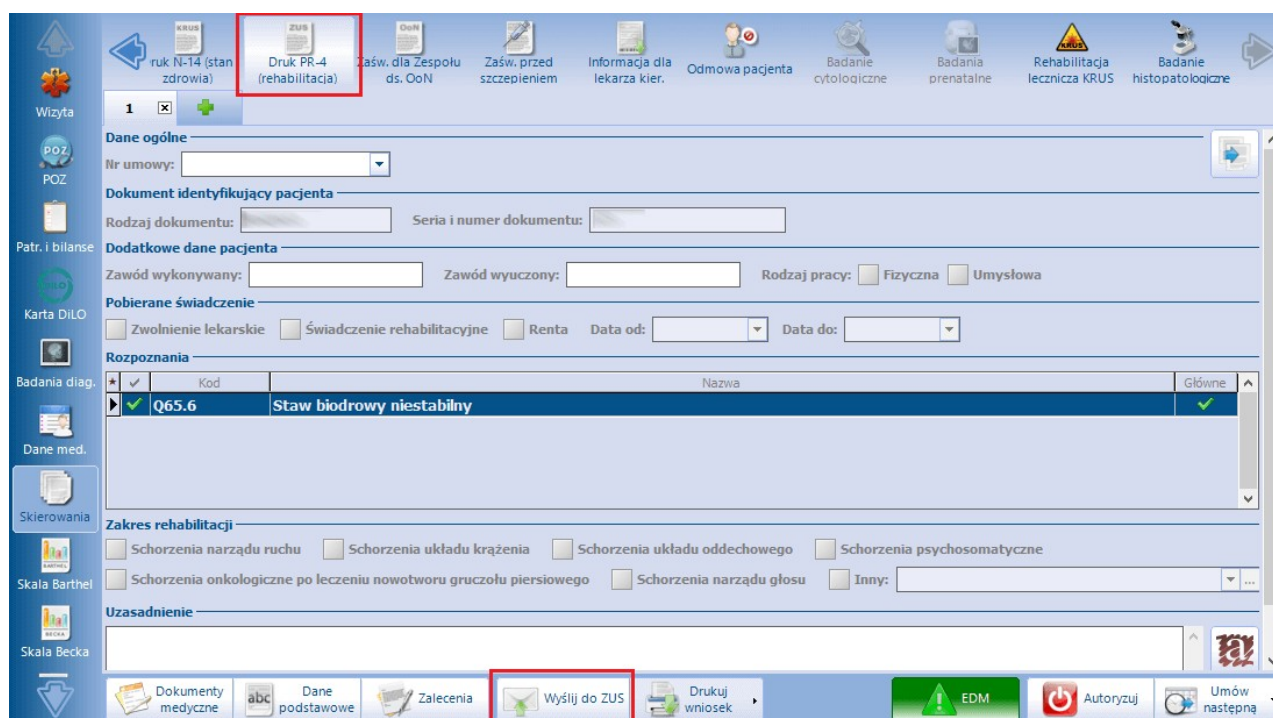 KRUS ZUS OoN KRUS
ruk N-14 (stan Druk PR-4 Zaśw. dla Zespołu Zaśw. przed Informacja dla Odmowa pacjenta Badanie Badania Rehabilitacja Badanie
zdrowia) (rehabilitacja) ds. OoN szczepieniem lekarza kier. cytologiczne prenatalne lecznicza KRUS histopatologiczne
Wizyta
1
Dane ogólne
POZ
Nr umowy:
POZ
Dokument identyfikujący pacjenta
Rodzaj dokumentu: Seria i numer dokumentu:
Patr. i bilanse
Dodatkowe dane pacjenta
Zawód wykonywany: Zawód wyuczony: Rodzaj pracy: Fizyczna Umysłowa
DiLO
Karta DiLO
Pobierane świadczenie
Zwolnienie lekarskie Świadczenie rehabilitacyjne Renta Data od: Data do:
Rozpoznania
Badania diag.
* Kod Nazwa Główne
Q65.6 Staw biodrowy niestabilny
Dane med.
Skierowania
Zakres rehabilitacji
Schorzenia narządu ruchu Schorzenia układu krążenia Schorzenia układu oddechowego Schorzenia psychosomatyczne
BARTHEL
Skala Barthel
Schorzenia onkologiczne po leczeniu nowotworu gruczołu piersiowego Schorzenia narządu głosu Inny: ...
Uzasadnienie
BECKA
Skala Becka
Dokumenty medyczne abc Dane podstawowe Zalecenia Wyślij do ZUS Drukuj wniosek EDM Autoryzuj Umów następną